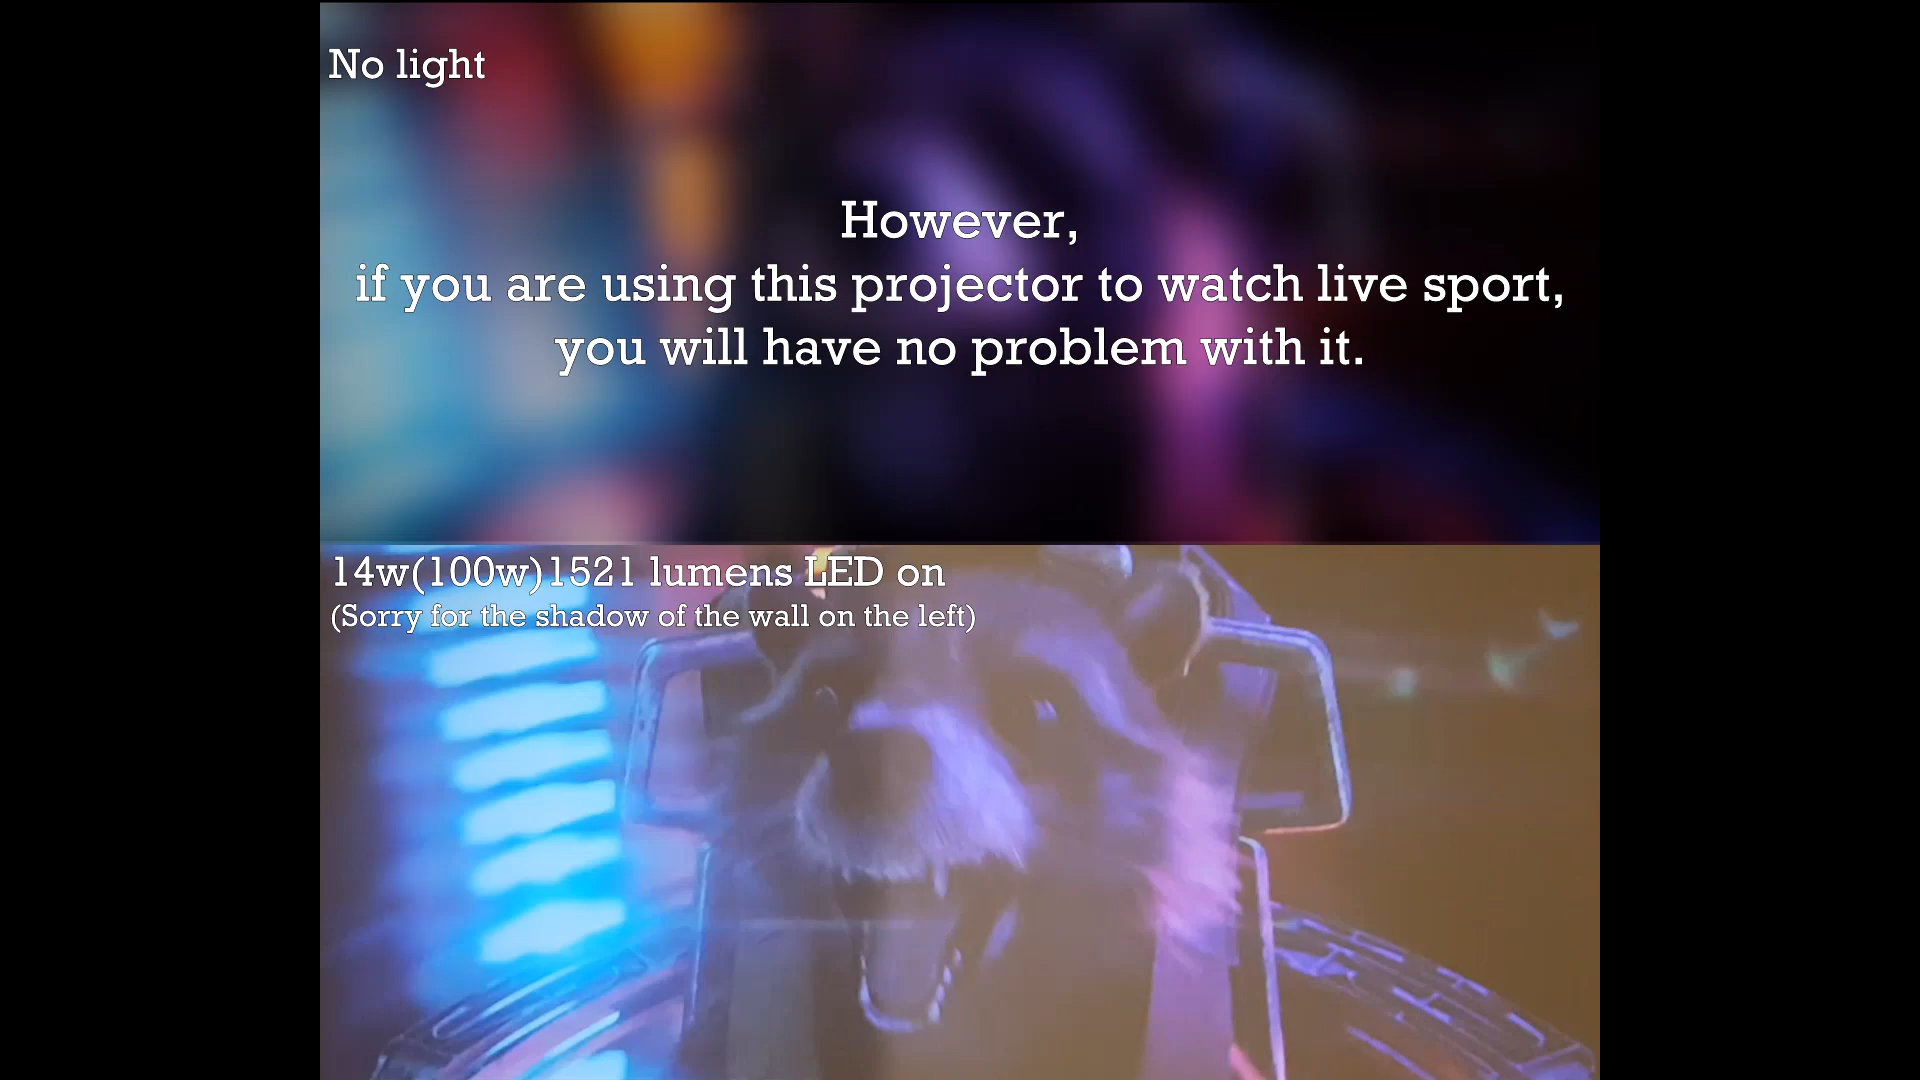 No light
However,
if you are using this projector to watch live sport,
you will have no problem with it.
14w(100w)1521 lumens LED on
(Sorry for the shadow of the wall on the left)